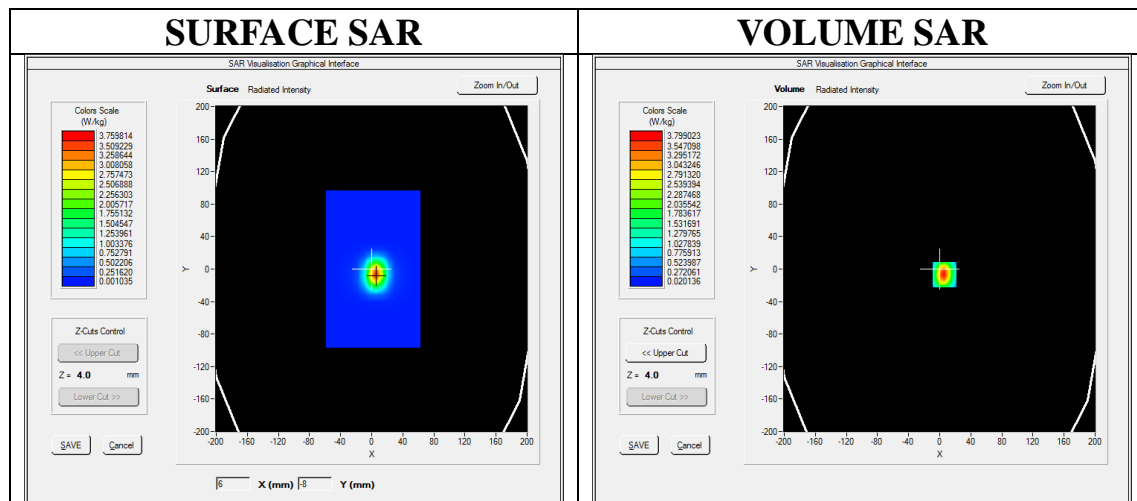 SURFACE SAR
SAR Visualisation Graphical Interface
Surface Radiated Intensity
Zoom In/Out
Colors Scale
(W/kg)
3.759814
3.509229
3.258644
3.008058
2.757473
2.506888
2.256303
2.005717
1.755132
1.504547
1.253961
1.003376
0.752791
0.502206
0.251620
0.001035
Z-Cuts Control
<< Upper Cut
Z = 4.0 mm
Lower Cut >>
SAVE Cancel
200
160
120
80
40
0
-40
-80
-120
-160
-200
Y
-200 -160 -120 -80 -40 0 40 80 120 160 200
X
6 X (mm) -8 Y (mm)
VOLUME SAR
SAR Visualisation Graphical Interface
Volume Radiated Intensity
Zoom In/Out
Colors Scale
(W/kg)
3.799023
3.547098
3.295172
3.043246
2.791320
2.539394
2.287468
2.035542
1.783617
1.531691
1.279765
1.027839
0.775913
0.523987
0.272061
0.020136
Z-Cuts Control
<< Upper Cut
Z = 4.0 mm
Lower Cut >>
SAVE Cancel
200
160
120
80
40
0
-40
-80
-120
-160
-200
Y
-200 -160 -120 -80 -40 0 40 80 120 160 200
X